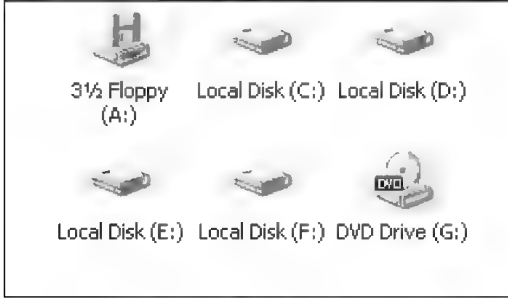 3½ Floppy
(A:)
Local Disk (C:)
Local Disk (D:)
Local Disk (E:)
Local Disk (F:)
DVD
DVD Drive (G:)